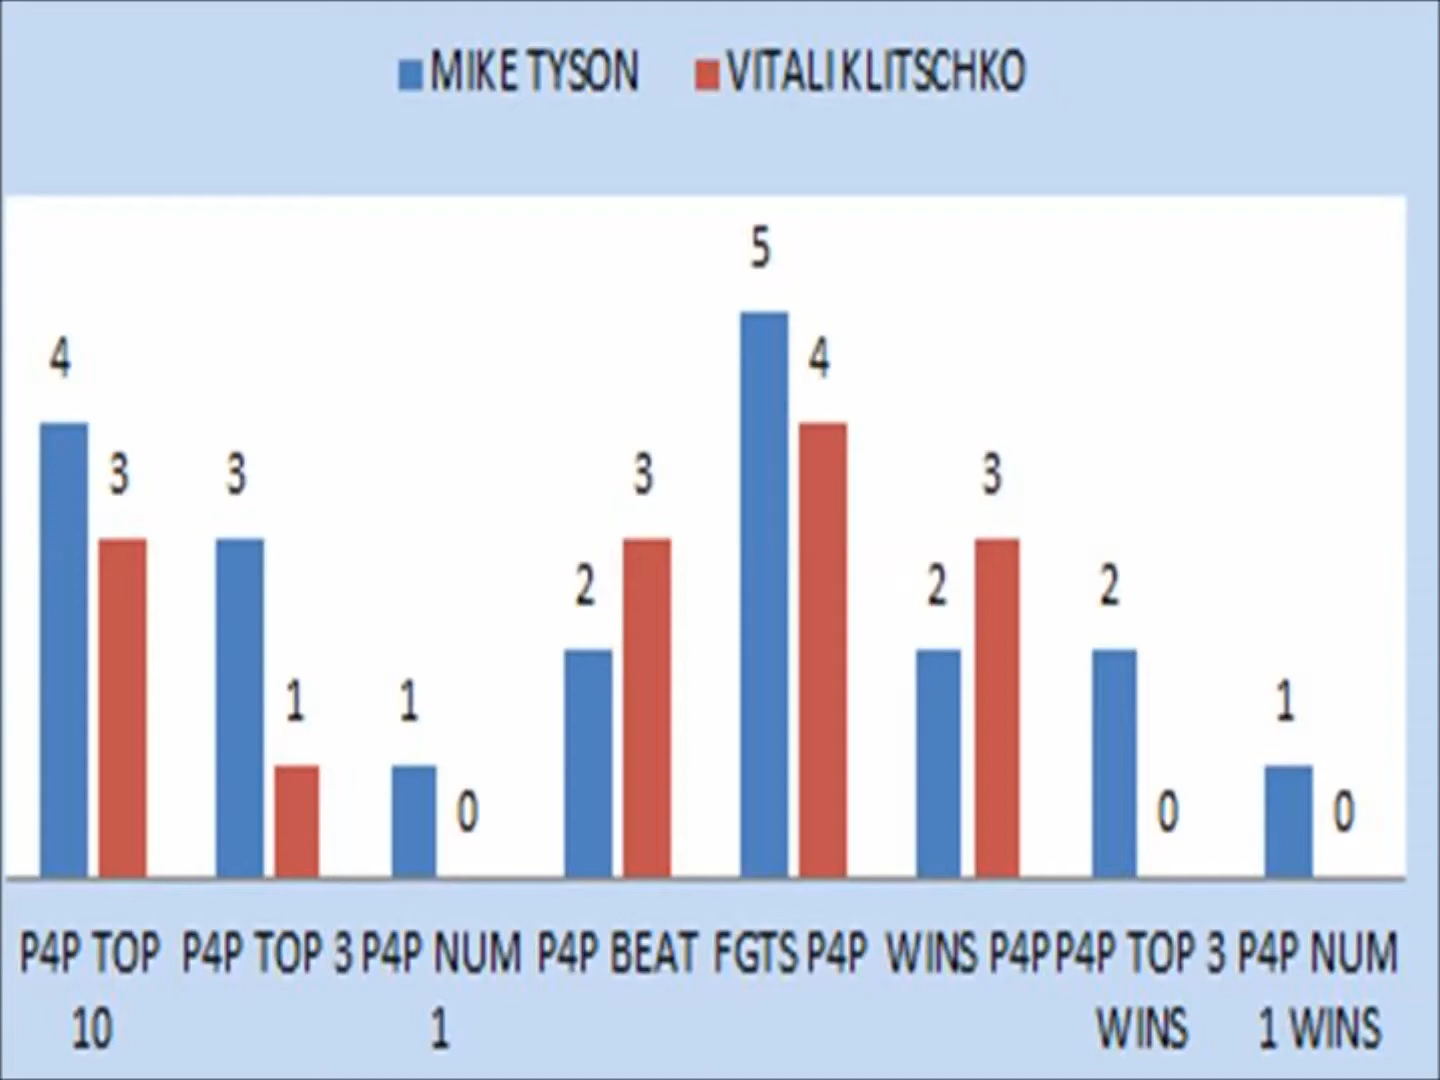 MIKE TYSON VITALI KLITSCHKO
5
4 4
3 3 3 3
2 2 2
1 1 1
0 0 0
P4P TOP 10
P4P TOP 3
P4P NUM 1
P4P BEAT
FGTS P4P
WINS P4P
P4P TOP 3 WINS
P4P NUM 1 WINS